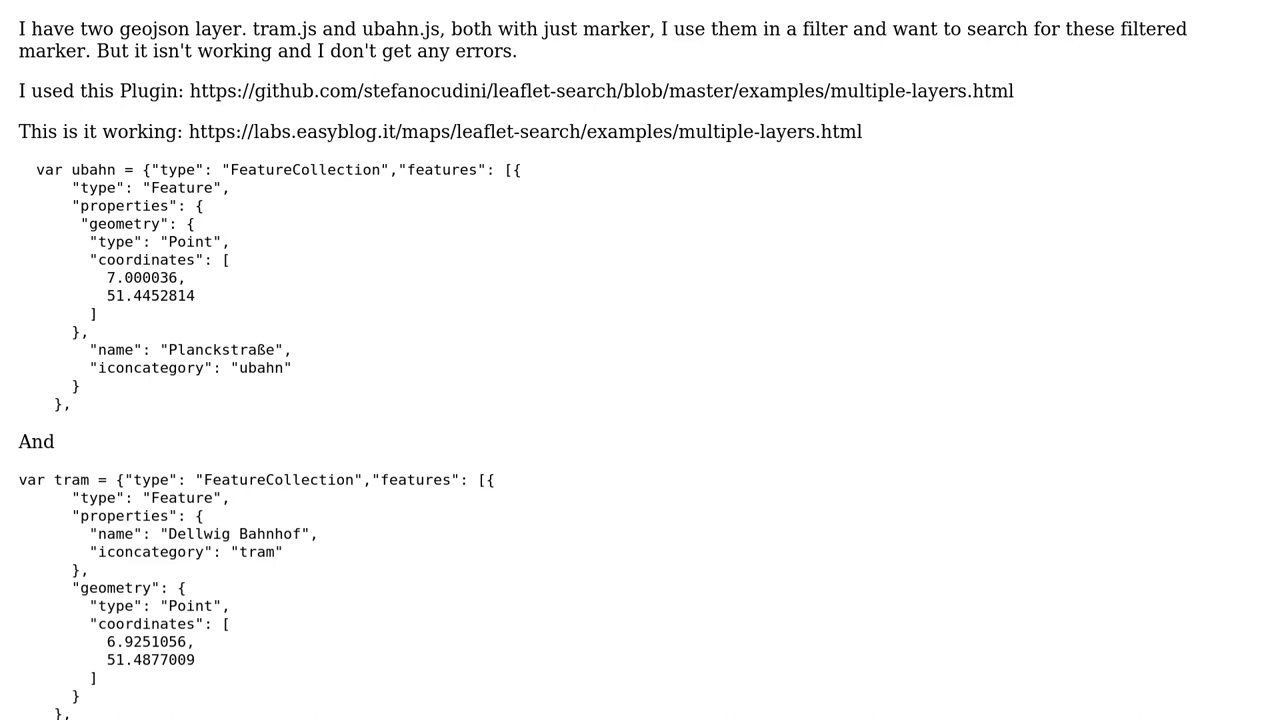 I have two geojson layer. tram.js and ubahn.js, both with just marker, I use them in a filter and want to search for these filtered
marker. But it isn't working and I don't get any errors.
I used this Plugin: https://github.com/stefanocudini/leaflet-search/blob/master/examples/multiple-layers.html
This is it working: https://labs.easyblog.it/maps/leaflet-search/examples/multiple-layers.html
var ubahn = {"type": "FeatureCollection","features": [{
"type": "Feature",
"properties": {
"geometry": {
"type": "Point",
"coordinates": [
7.000036,
51.4452814
]
},
"name": "Planckstraße",
"iconcategory": "ubahn"
}
},
And
var tram = {"type": "FeatureCollection","features": [{
"type": "Feature",
"properties": {
"name": "Dellwig Bahnhof",
"iconcategory": "tram"
},
"geometry": {
"type": "Point",
"coordinates": [
6.9251056,
51.4877009
]
}
},